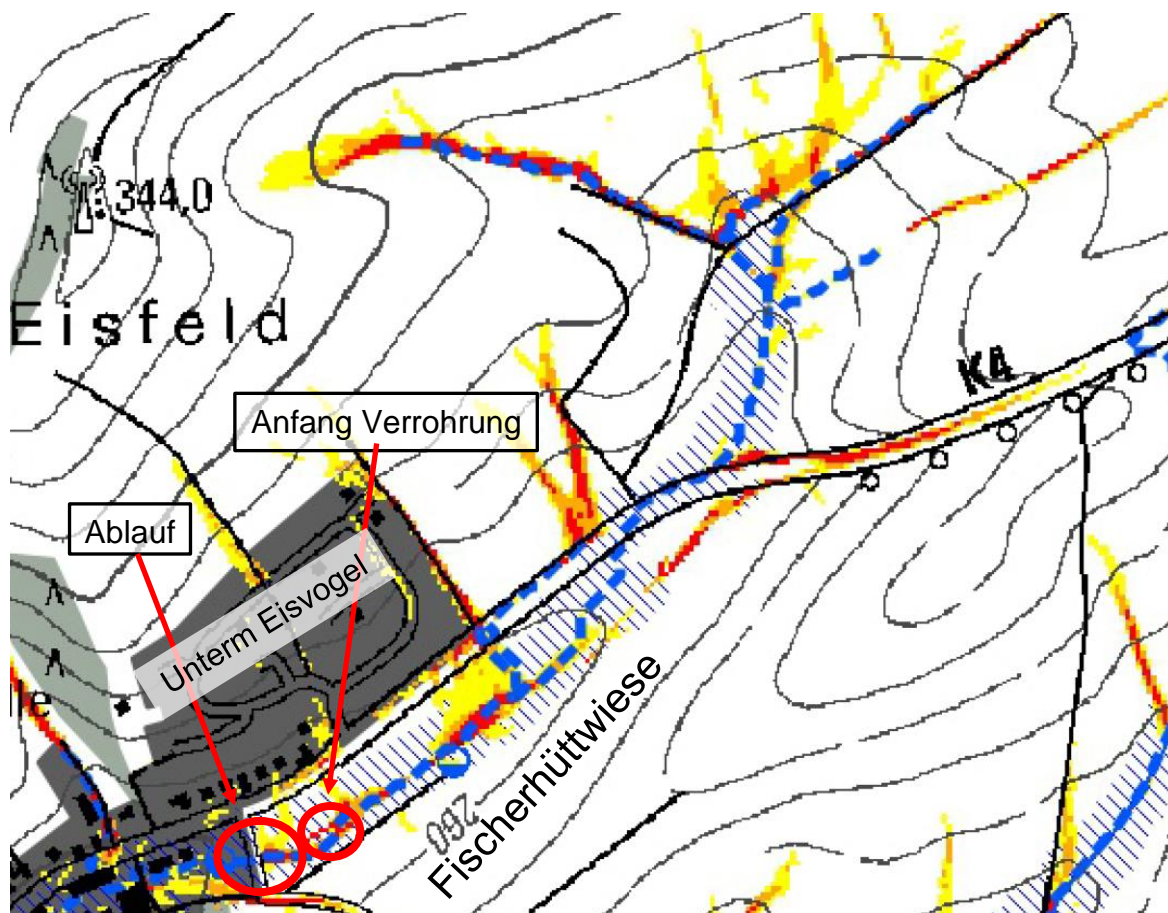 344,0
Eisfeld
K4
Anfang Verrohrung
Ablauf
Unterm Eisvogel
Fischerhüttwiese
260